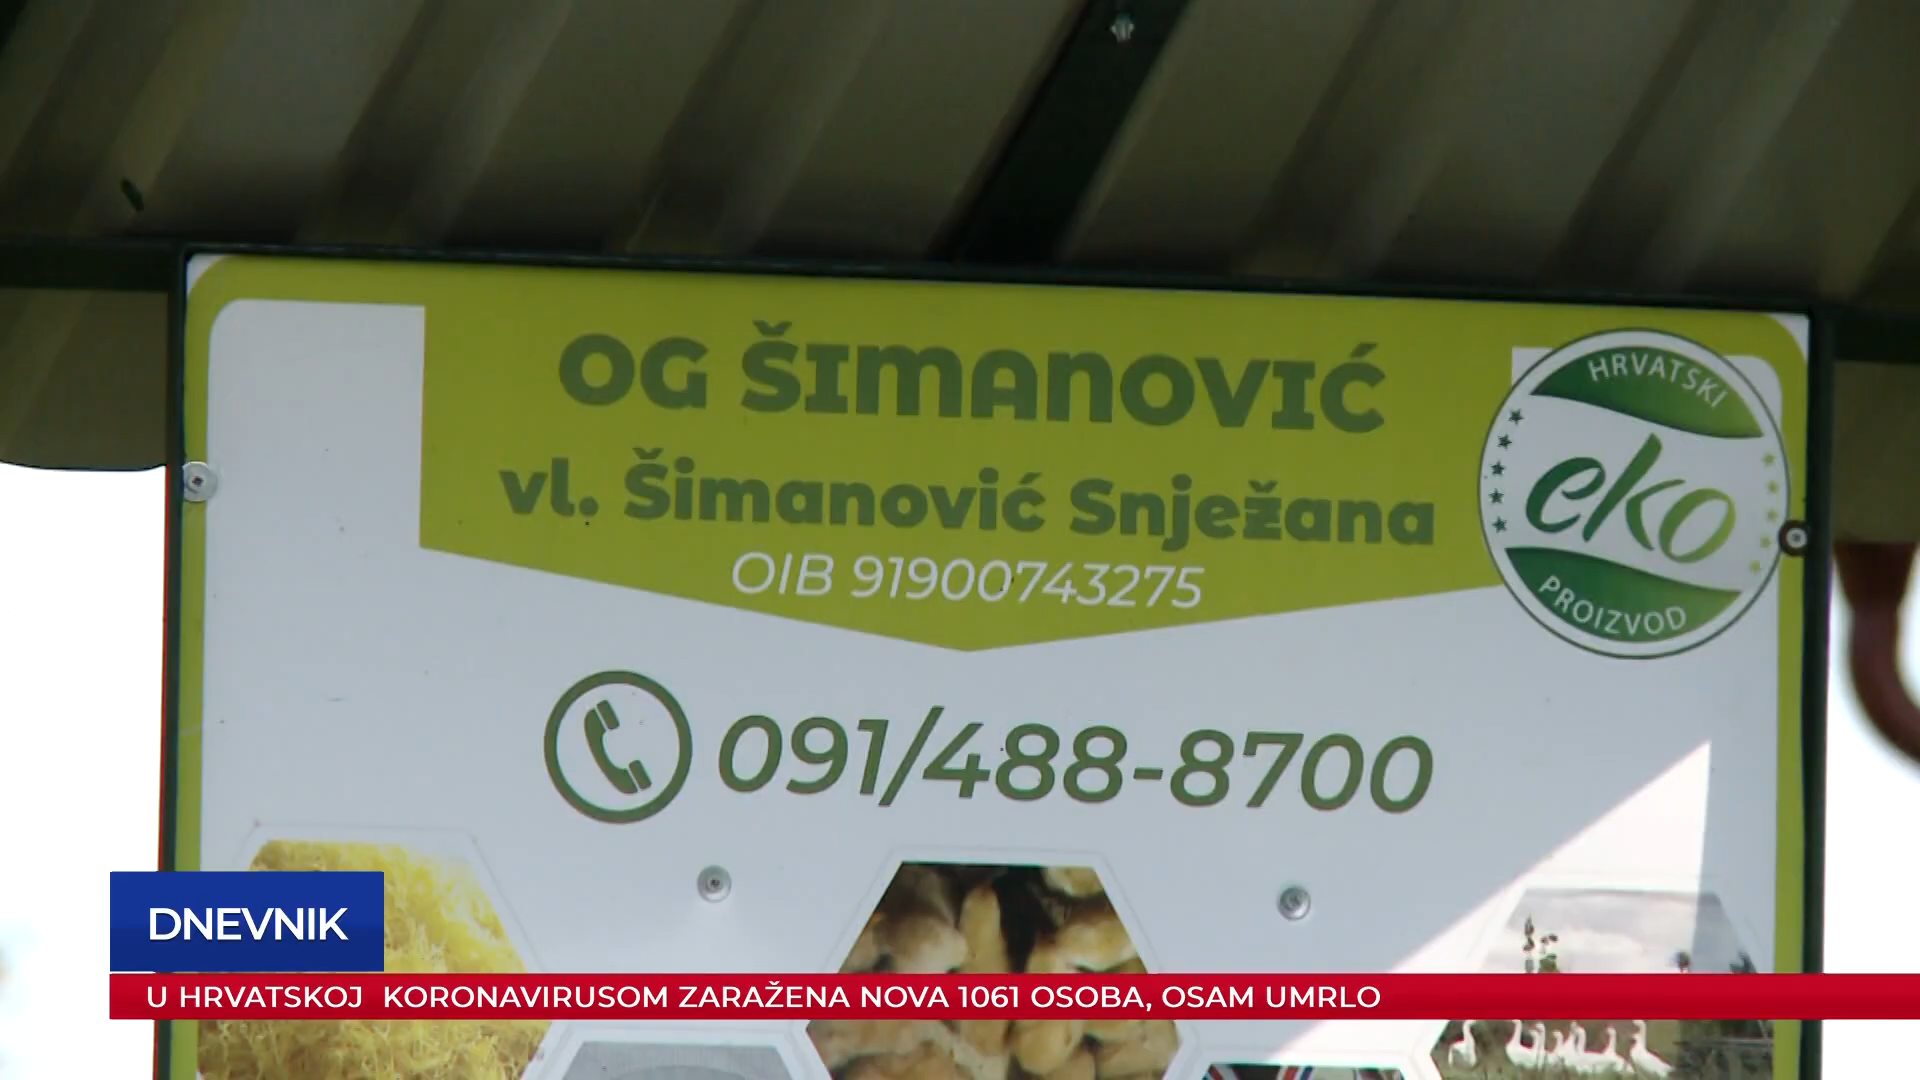 OG ŠIMANOVIĆ
vl. Šimanović Snježana
OIB 91900743275
HRVATSKI
eko
PROIZVOD
091/488-8700
DNEVNIK
U HRVATSKOJ KORONAVIRUSOM ZARAŽENA NOVA 1061 OSOBA, OSAM UMRLO